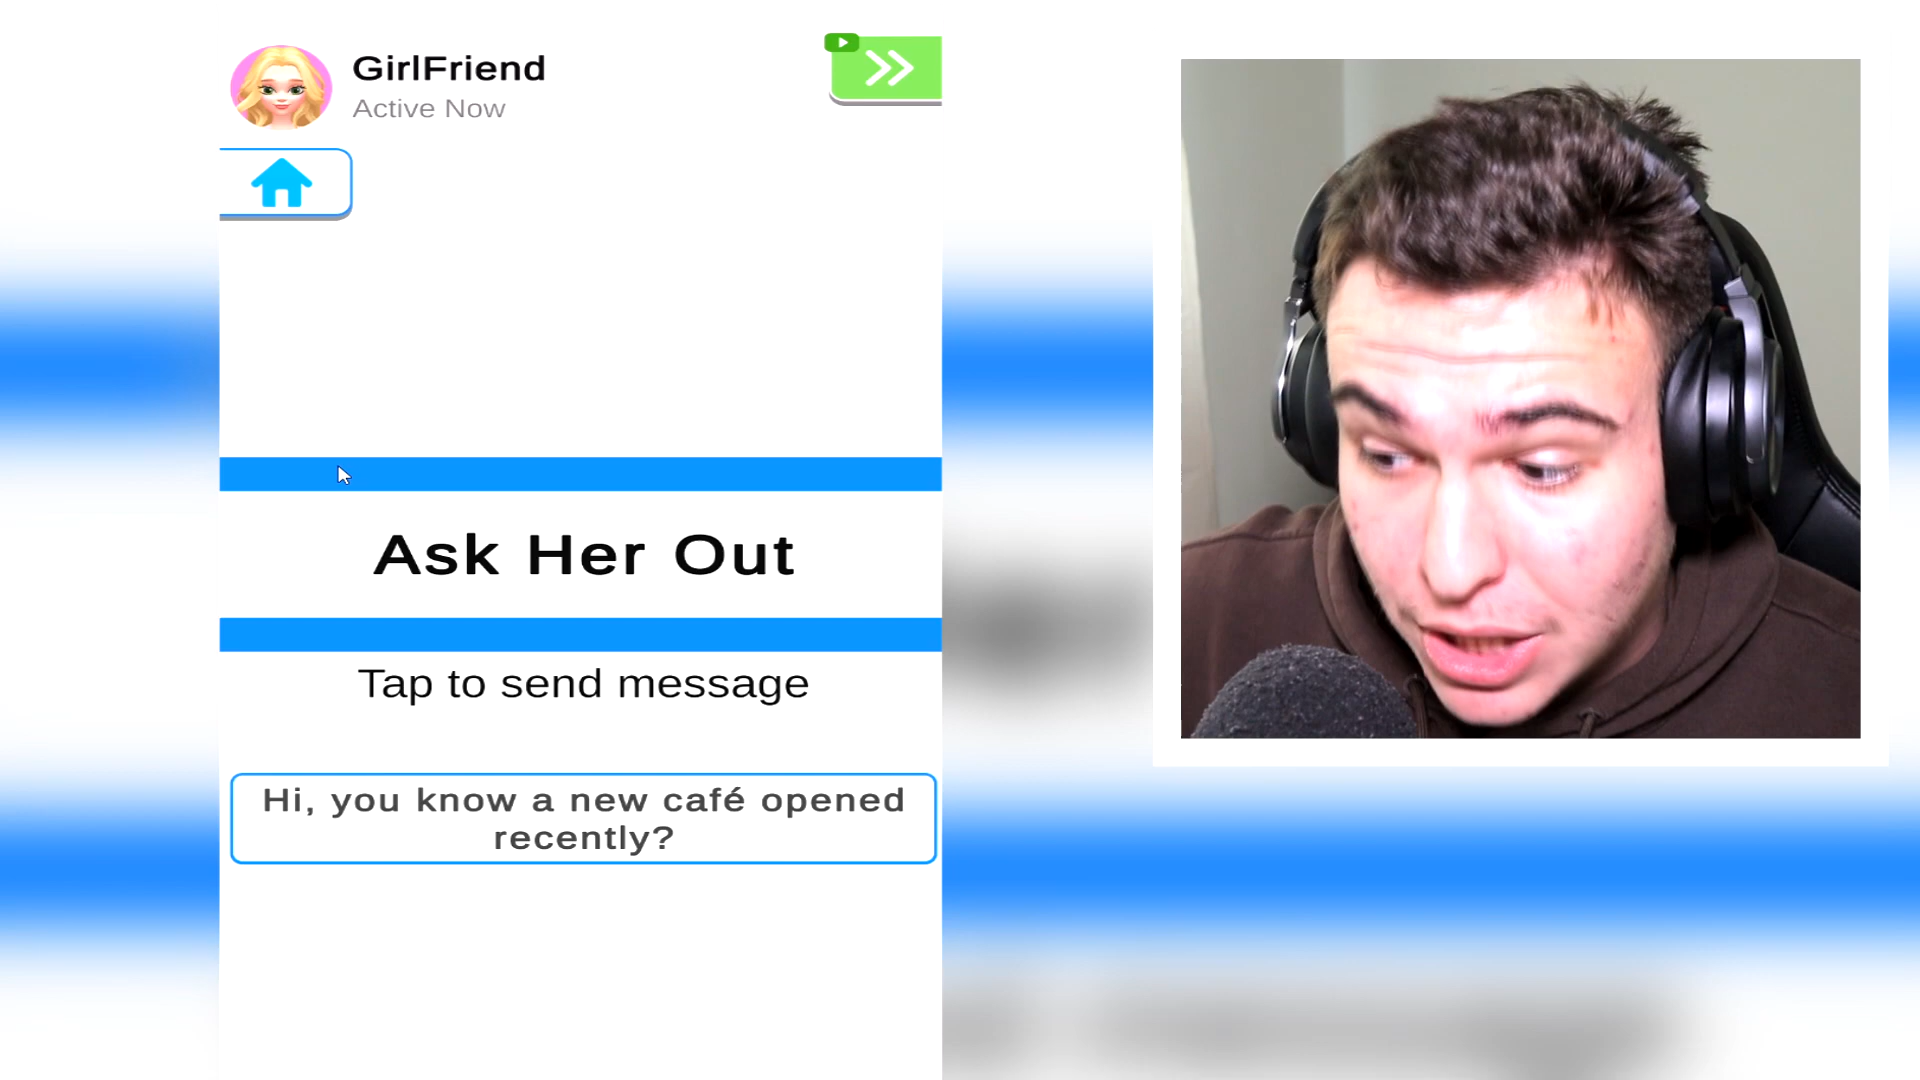 GirlFriend
Active Now
Ask Her Out
Tap to send message
Hi, you know a new café opened
recently?